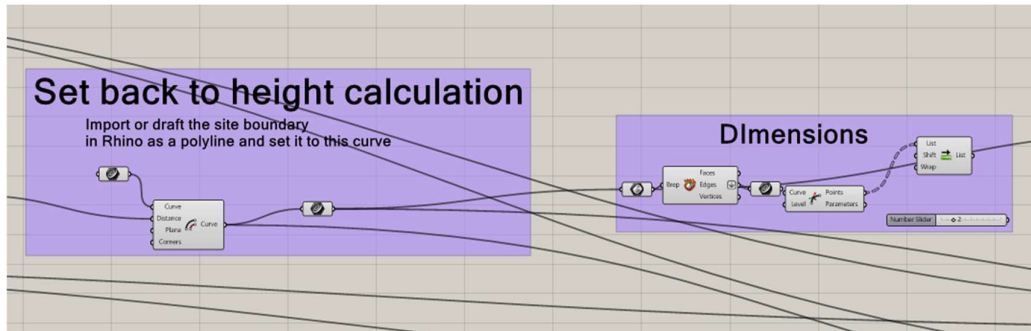 Set back to height calculation
Import or draft the site boundary
in Rhino as a polyline and set it to this curve
Curve
Distance
Plane
Corners
Curve
DImensions
Brep
Faces
Edges
Vertices
Curve
Level
Points
Parameters
List
Shift
Wrap
List
Number Slider
2